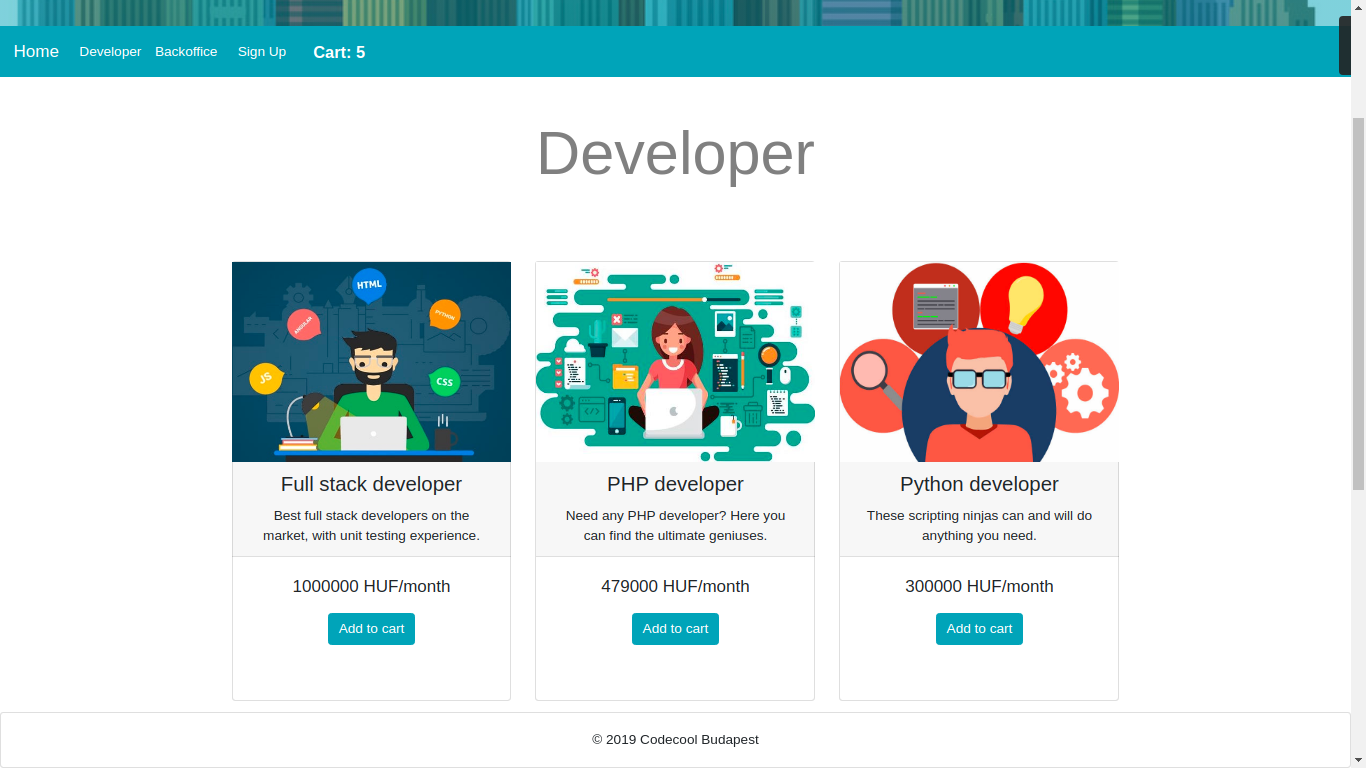 Home Developer Backoffice Sign Up Cart: 5
Developer
HTML
PYTHON
ANGULAR
JS
CSS
Full stack developer
Best full stack developers on the
market, with unit testing experience.
1000000 HUF/month
Add to cart
PHP developer
Need any PHP developer? Here you
can find the ultimate geniuses.
479000 HUF/month
Add to cart
Python developer
These scripting ninjas can and will do
anything you need.
300000 HUF/month
Add to cart
© 2019 Codecool Budapest